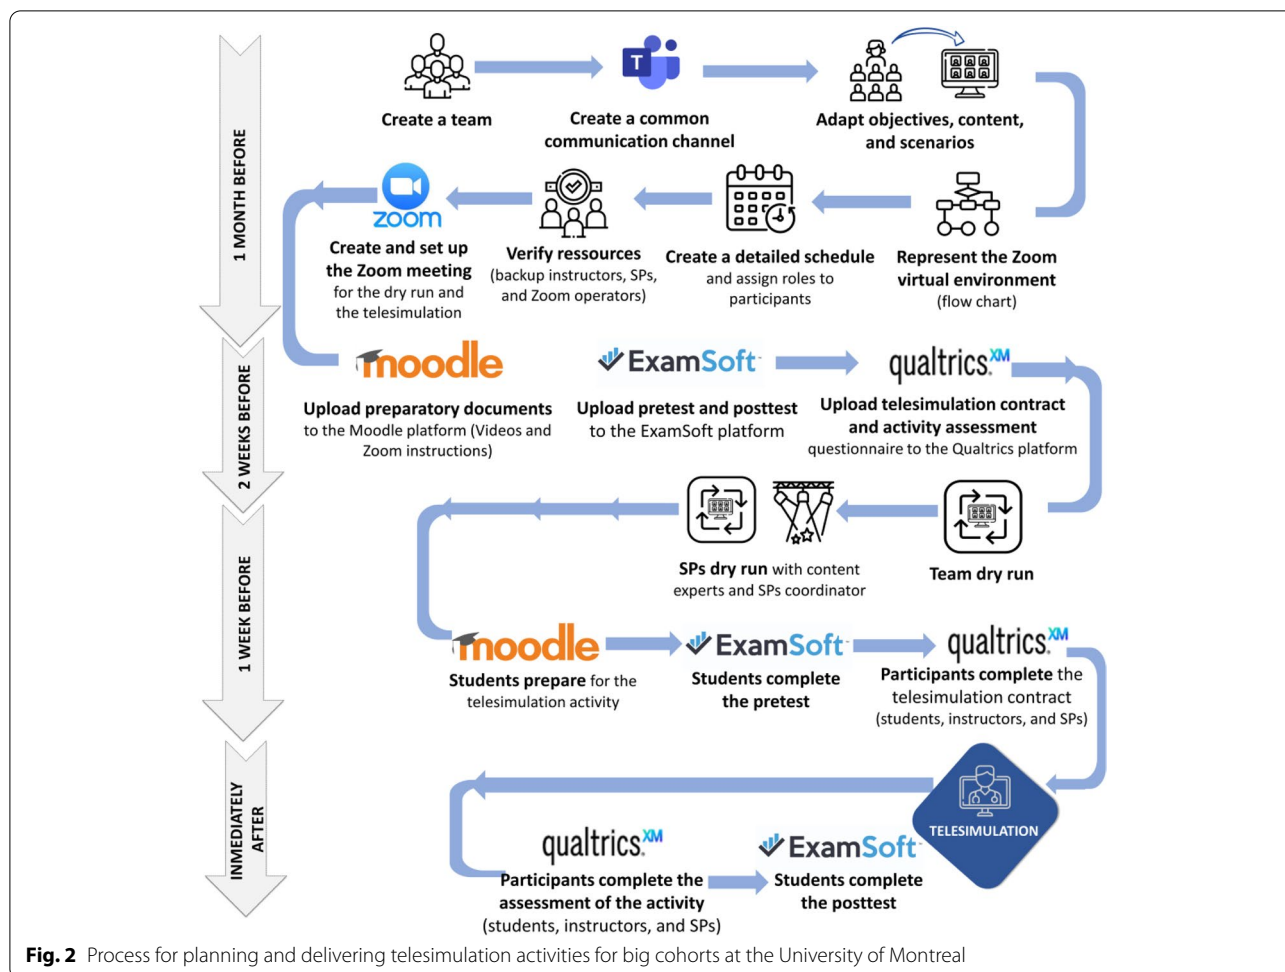 1 MONTH BEFORE
Create a team
T
Create a common
communication channel
Adapt objectives, content,
and scenarios
zoom
Create and set up
the Zoom meeting
for the dry run and
the telesimulation
Verify ressources
(backup instructors, SPs,
and Zoom operators)
Create a detailed schedule
and assign roles to
participants
Represent the Zoom
virtual environment
(flow chart)
2 WEEKS BEFORE
moodle
Upload preparatory documents
to the Moodle platform (Videos and
Zoom instructions)
ExamSoft
Upload pretest and posttest
to the ExamSoft platform
qualtrics.XM
Upload telesimulation contract
and activity assessment
questionnaire to the Qualtrics platform
1 WEEK BEFORE
SPs dry run with content
experts and SPs coordinator
Team dry run
moodle
Students prepare for the
telesimulation activity
ExamSoft
Students complete
the pretest
qualtrics.XM
Participants complete the
telesimulation contract
(students, instructors, and SPs)
INMEDIATELY
AFTER
TELESIMULATION
qualtrics.XM
Participants complete the
assessment of the activity
(students, instructors, and SPs)
ExamSoft
Students complete
the posttest
Fig. 2 Process for planning and delivering telesimulation activities for big cohorts at the University of Montreal